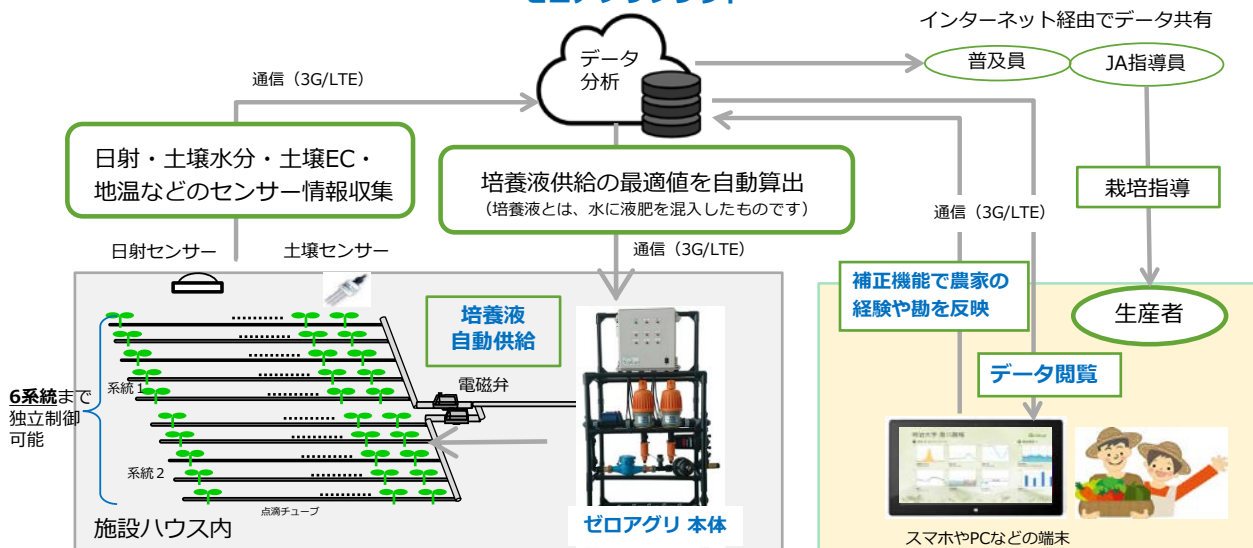 ゼロアグリクラウド
インターネット経由でデータ共有
データ
分析
普及員
JA指導員
通信（3G/LTE）
日射・土壌水分・土壌EC・
地温などのセンサー情報収集
培養液供給の最適値を自動算出
（培養液とは、水に液肥を混入したものです）
栽培指導
通信（3G/LTE）
日射センサー
土壌センサー
通信（3G/LTE）
補正機能で農家の
経験や勘を反映
生産者
培養液
自動供給
データ閲覧
電磁弁
系統１
6系統まで
独立制御
可能
系統２
点滴チューブ
施設ハウス内
ゼロアグリ 本体
スマホやPCなどの端末